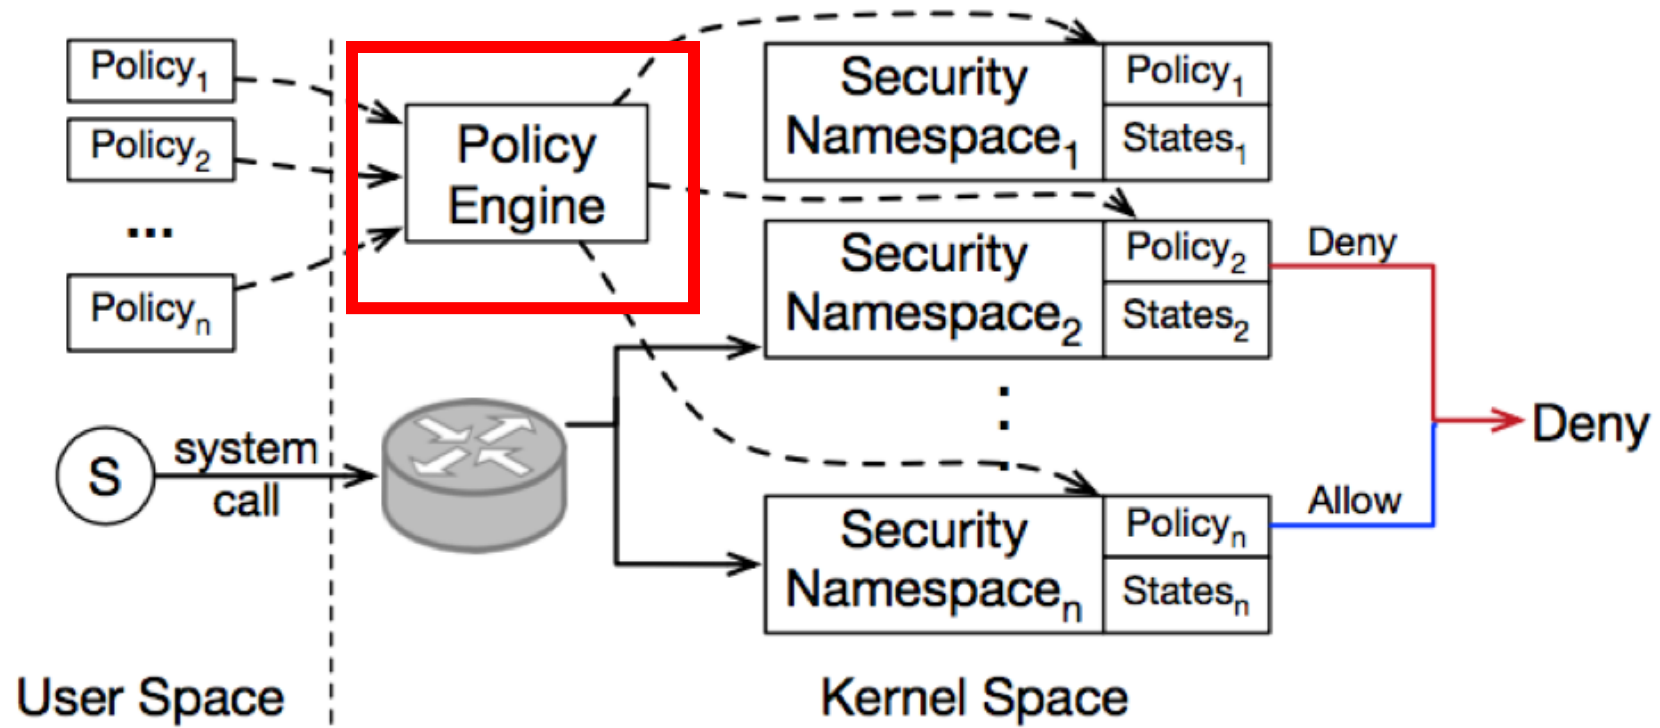 Policy1
Policy2
...
Policyn
S
system
call
User Space
Policy
Engine
Security
Namespace1
Policy1
States1
Security
Namespace2
Policy2
States2
Security
Namespacen
Policyn
Statesn
Deny
Allow
Deny
Kernel Space